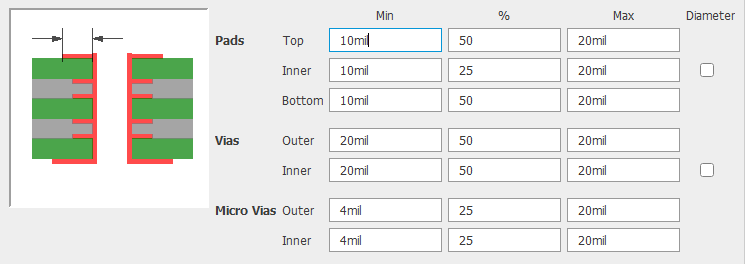 Min % Max Diameter
Pads Top 10mil 50 20mil
Inner 10mil 25 20mil
Bottom 10mil 50 20mil
Vias Outer 20mil 50 20mil
Inner 20mil 50 20mil
Micro Vias Outer 4mil 25 20mil
Inner 4mil 25 20mil